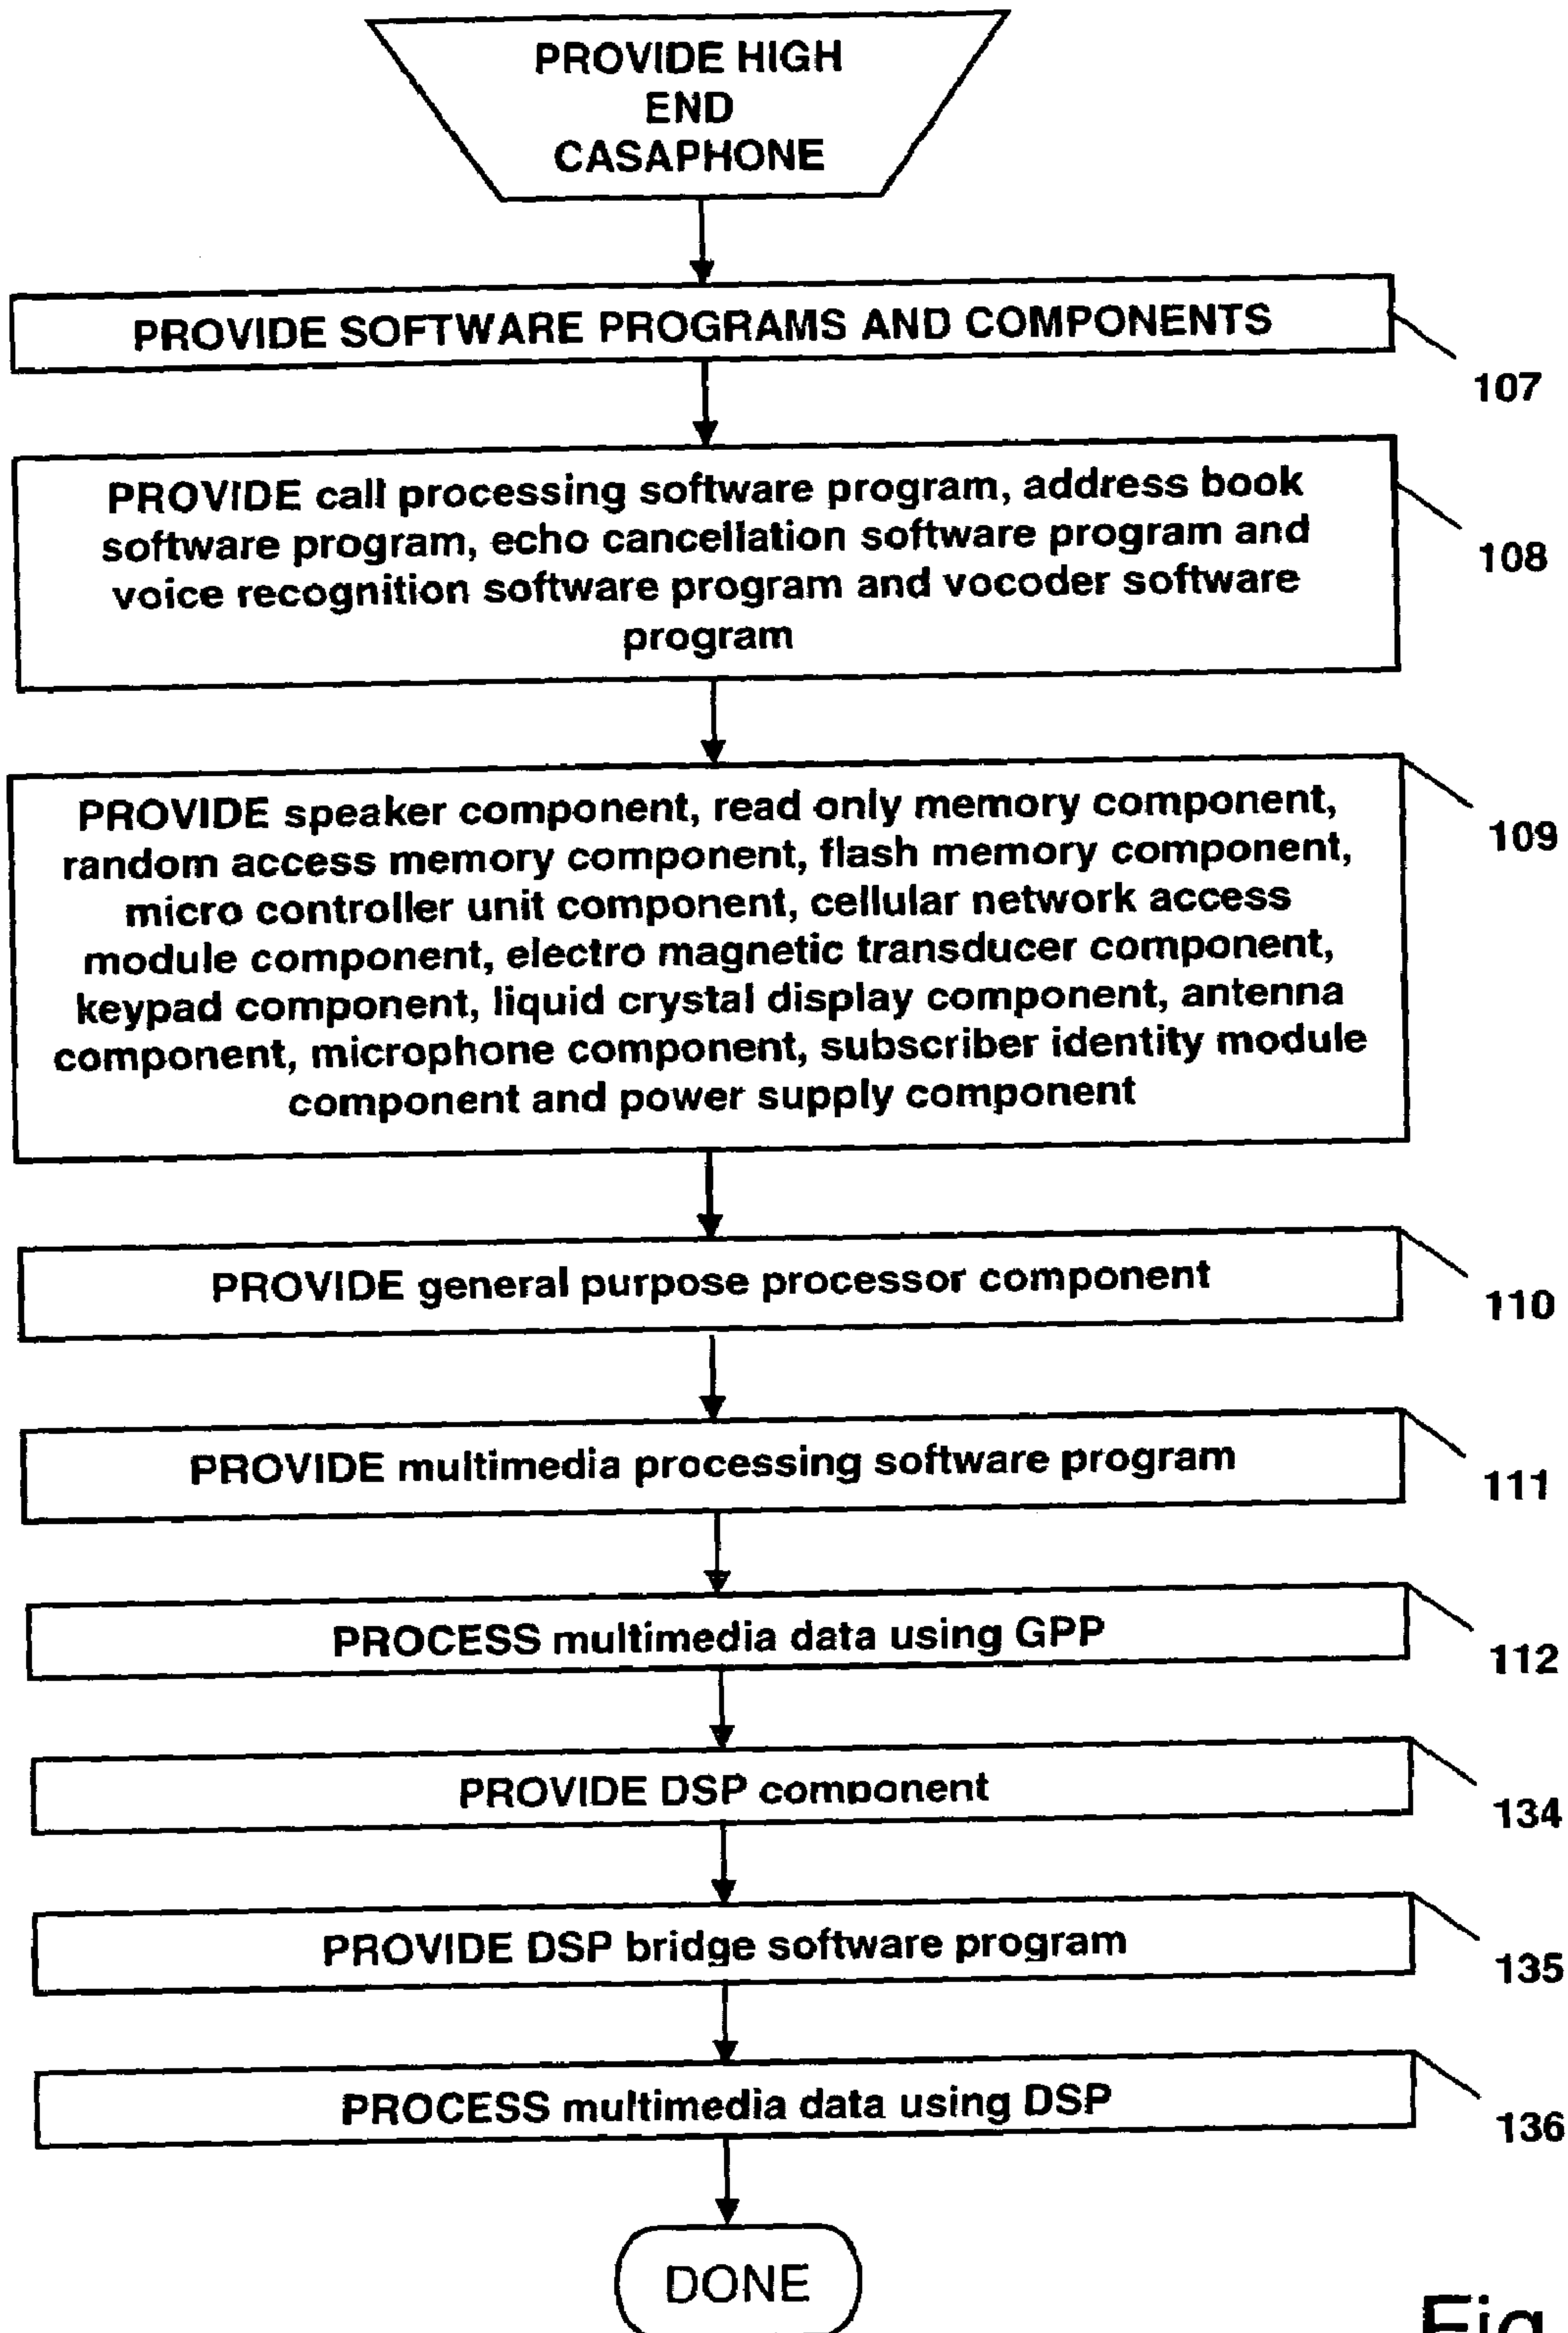 PROVIDE HIGH
END
CASAPHONE
PROVIDE SOFTWARE PROGRAMS AND COMPONENTS
107
PROVIDE call processing software program, address book
software program, echo cancellation software program and
voice recognition software program and vocoder software
program
108
PROVIDE speaker component, read only memory component,
random access memory component, flash memory component,
micro controller unit component, cellular network access
module component, electro magnetic transducer component,
keypad component, liquid crystal display component, antenna
component, microphone component, subscriber identity module
component and power supply component
109
PROVIDE general purpose processor component
110
PROVIDE multimedia processing software program
111
PROCESS multimedia data using GPP
112
PROVIDE DSP component
134
PROVIDE DSP bridge software program
135
PROCESS multimedia data using DSP
136
DONE
Fig